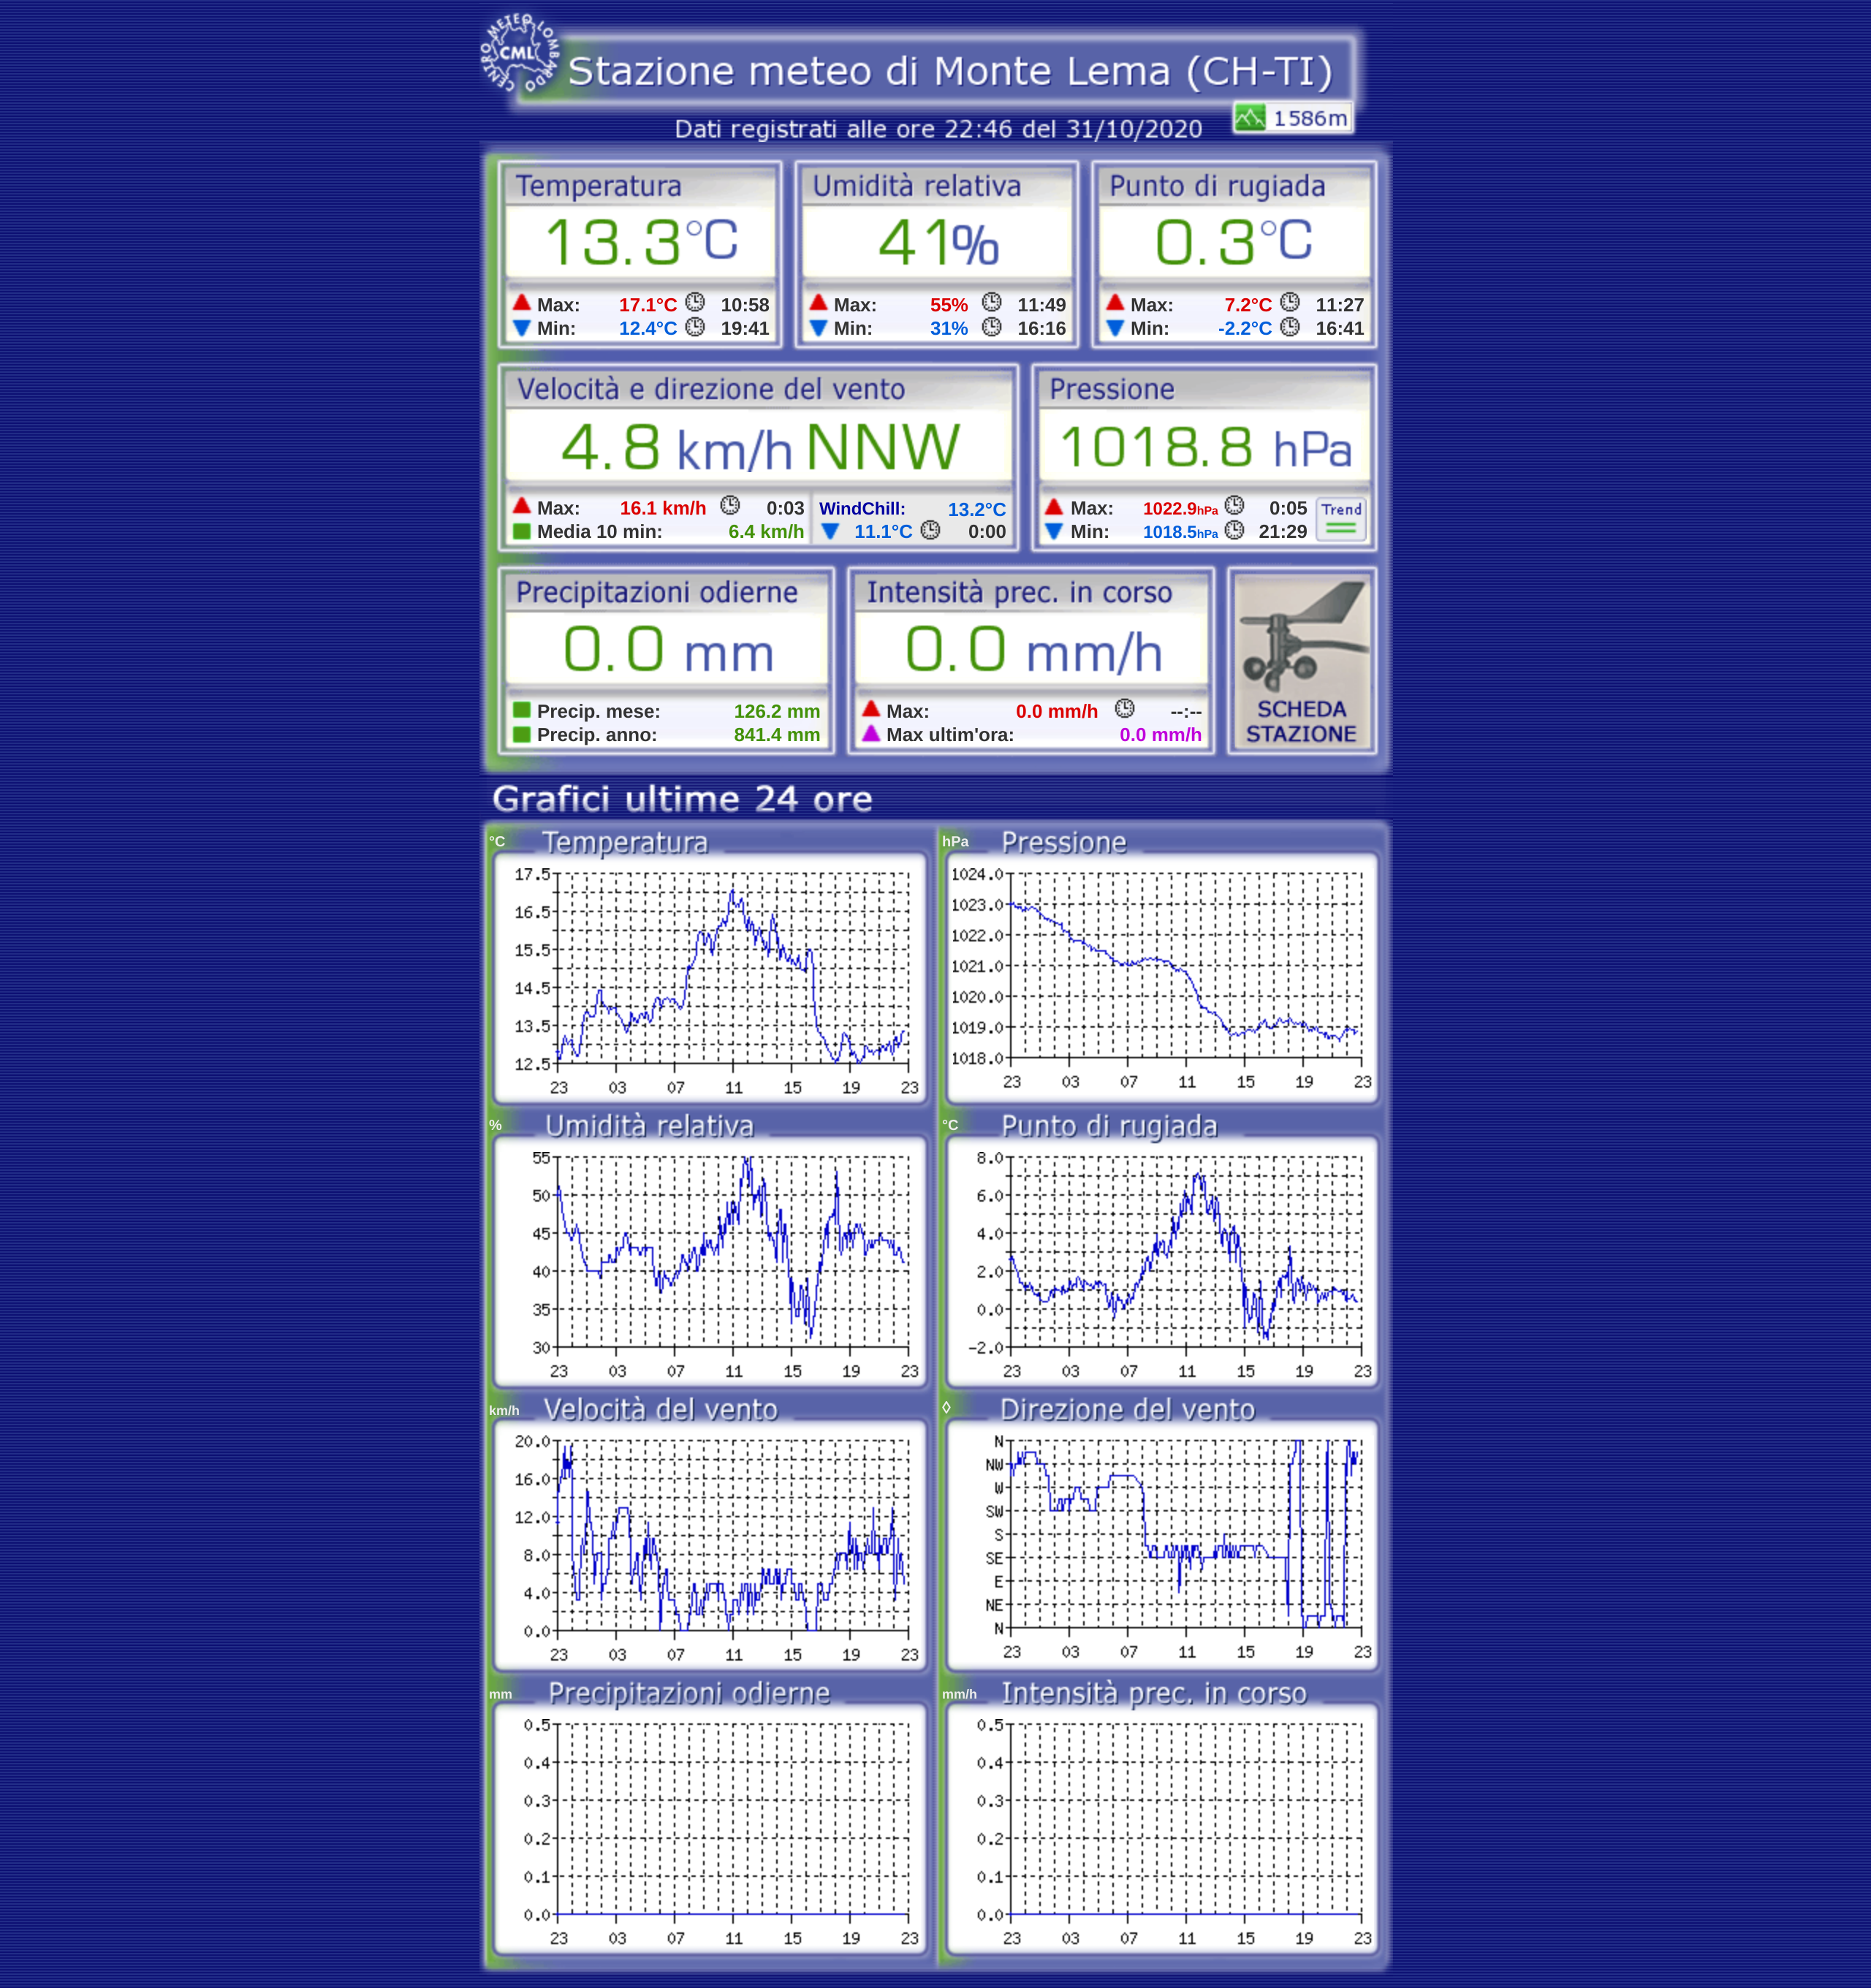 CENTRO METEO LOMBARDO
CML
Stazione meteo di Monte Lema (CH-TI)
1586m
Dati registrati alle ore 22:46 del 31/10/2020
Temperatura
13.3°C
Max: 17.1°C 10:58
Min: 12.4°C 19:41
Umidità relativa
41%
Max: 55% 11:49
Min: 31% 16:16
Punto di rugiada
0.3°C
Max: 7.2°C 11:27
Min: -2.2°C 16:41
Velocità e direzione del vento
4.8 km/h NNW
Max: 16.1 km/h 0:03
Media 10 min: 6.4 km/h
WindChill: 13.2°C
11.1°C 0:00
Pressione
1018.8 hPa
Max: 1022.9hPa 0:05
Min: 1018.5hPa 21:29
Trend
Precipitazioni odierne
0.0 mm
Precip. mese: 126.2 mm
Precip. anno: 841.4 mm
Intensità prec. in corso
0.0 mm/h
Max: 0.0 mm/h --:--
Max ultim'ora: 0.0 mm/h
SCHEDA
STAZIONE
Grafici ultime 24 ore
°C Temperatura
17.5
16.5
15.5
14.5
13.5
12.5
23 03 07 11 15 19 23
hPa Pressione
1024.0
1023.0
1022.0
1021.0
1020.0
1019.0
1018.0
23 03 07 11 15 19 23
% Umidità relativa
55
50
45
40
35
30
23 03 07 11 15 19 23
°C Punto di rugiada
8.0
6.0
4.0
2.0
0.0
-2.0
23 03 07 11 15 19 23
km/h Velocità del vento
20.0
16.0
12.0
8.0
4.0
0.0
23 03 07 11 15 19 23
◊ Direzione del vento
N
NW
W
SW
S
SE
E
NE
N
23 03 07 11 15 19 23
mm Precipitazioni odierne
0.5
0.4
0.3
0.2
0.1
0.0
23 03 07 11 15 19 23
mm/h Intensità prec. in corso
0.5
0.4
0.3
0.2
0.1
0.0
23 03 07 11 15 19 23